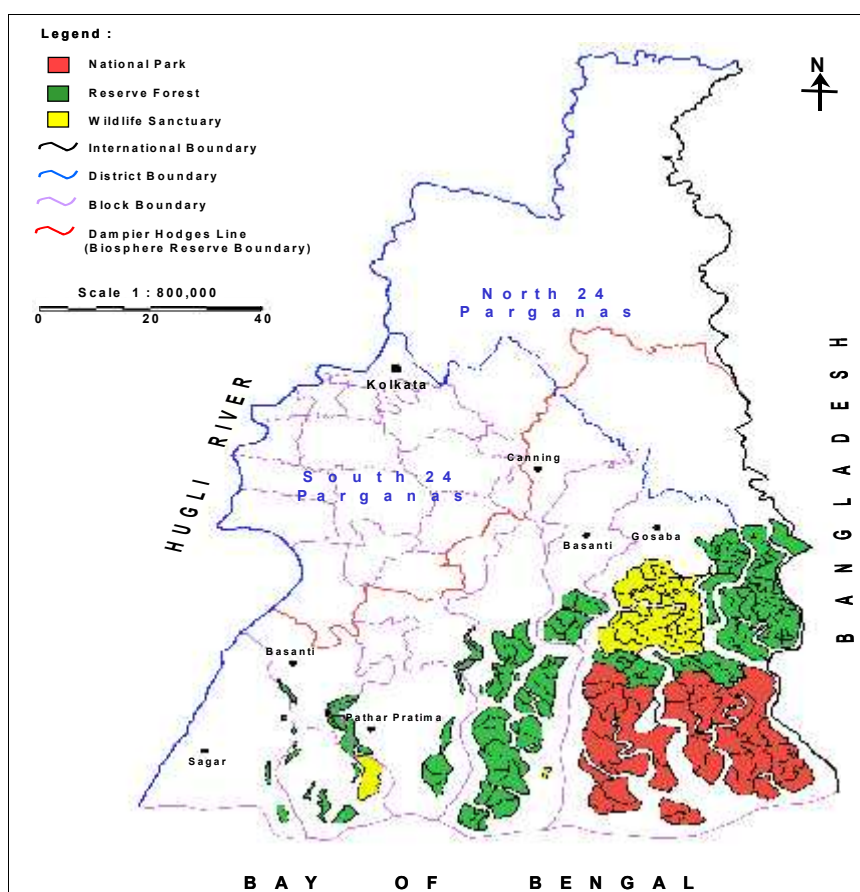 Legend :
National Park
Reserve Forest
Wildlife Sanctuary
International Boundary
District Boundary
Block Boundary
Dampier Hodges Line
(Biosphere Reserve Boundary)
Scale 1 : 800,000
0 20 40
N
North 24
Parganas
Kolkata
HUGLI RIVER
BANGLADESH
Canning
South 24
Parganas
Basanti
Gosaba
Basanti
Pathar Pratima
Sagar
BAY OF BENGAL